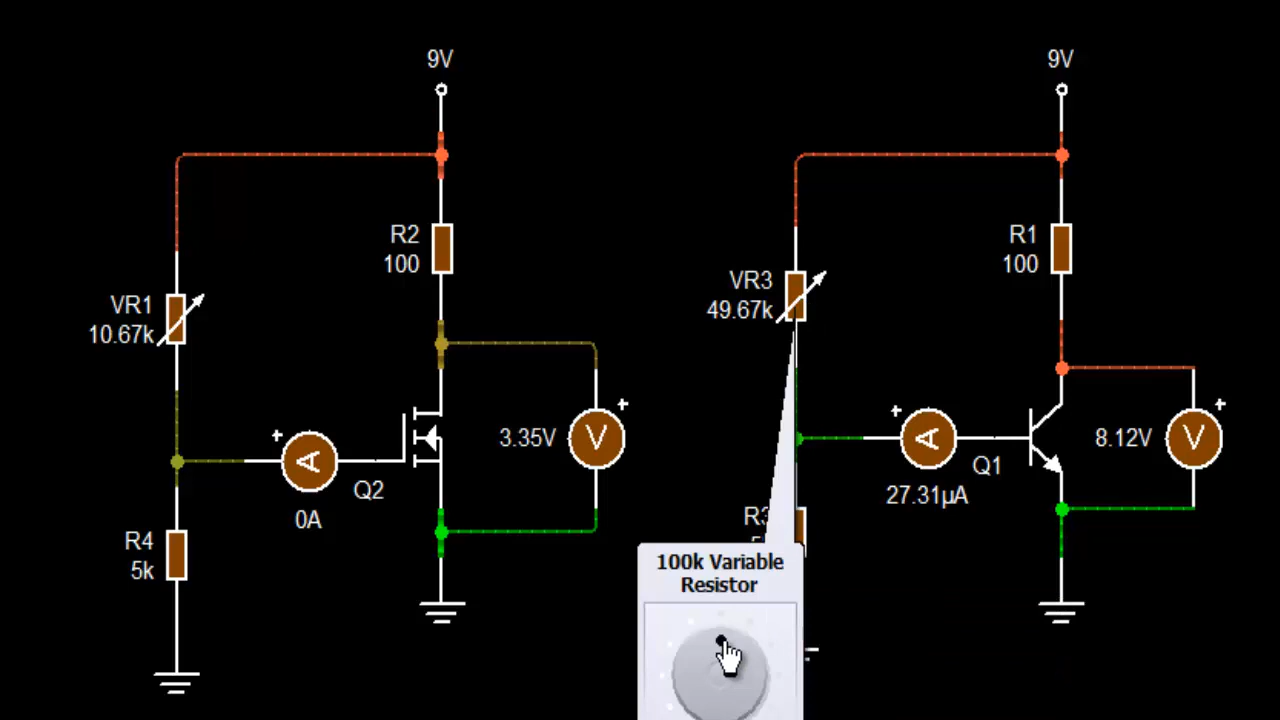 9V
R2
100
VR1
10.67k
3.35V
A
V
Q2
0A
R4
5k
9V
R1
100
VR3
49.67k
A
V
8.12V
Q1
27.31µA
100k Variable
Resistor